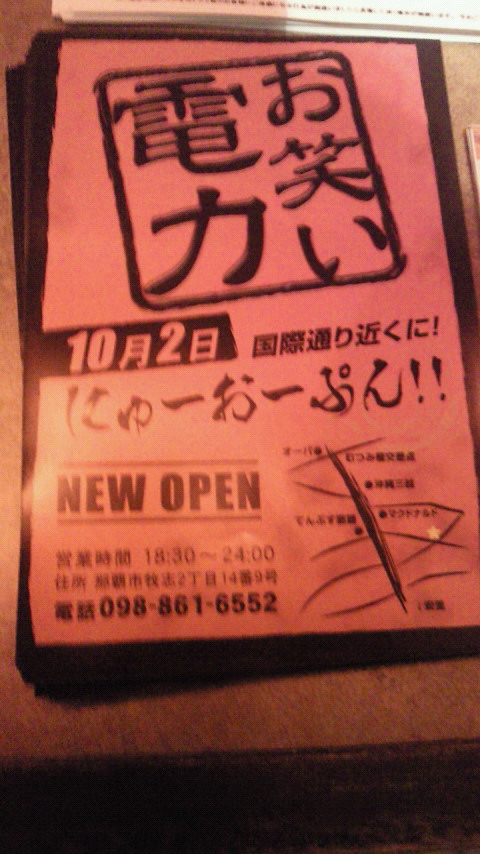 お笑い
電力
10月2日 国際通り近くに!
にゅーおーぷん!!
NEW OPEN
営業時間 18:30～24:00
住所 那覇市牧志2丁目14番9号
電話 098-861-6552
オーパ
むつみ橋交差点
沖縄三越
マクドナルド
てんぶす那覇